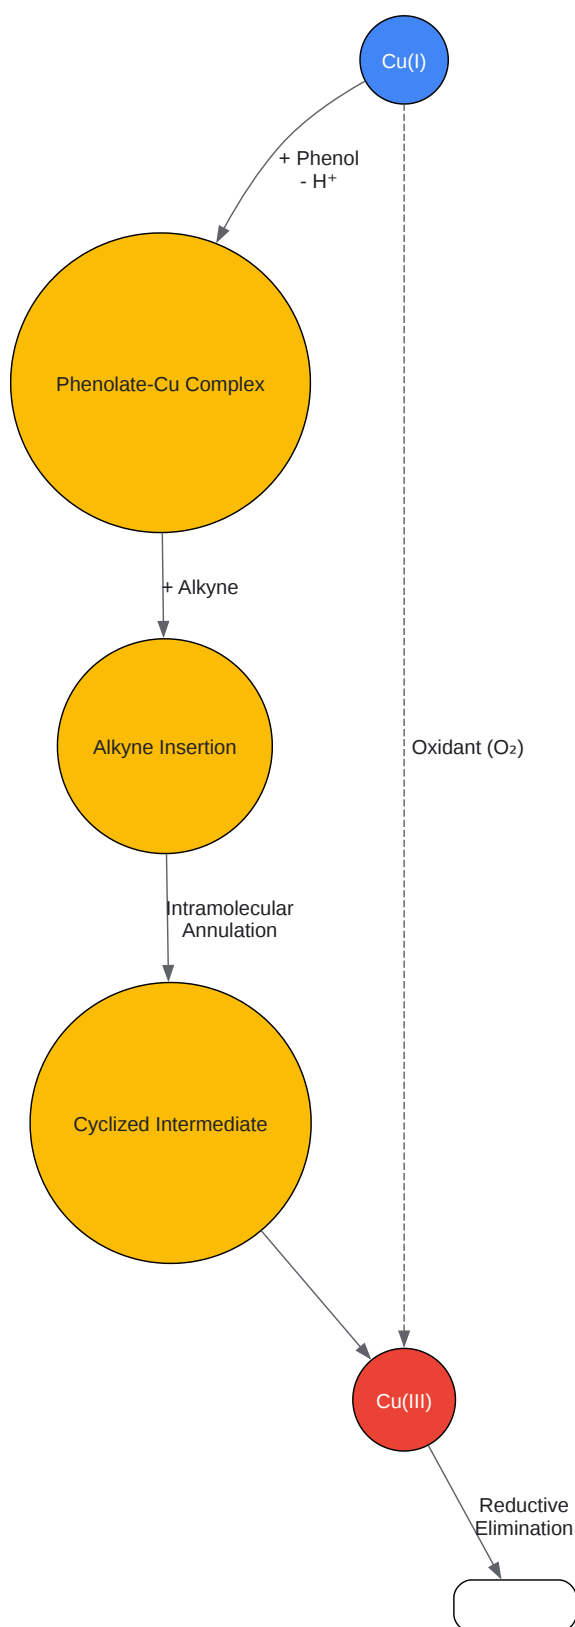 Cu(I)
+ Phenol
- H⁺
Phenolate-Cu Complex
+ Alkyne
Alkyne Insertion
Oxidant (O₂)
Intramolecular
Annulation
Cyclized Intermediate
Cu(III)
Reductive
Elimination